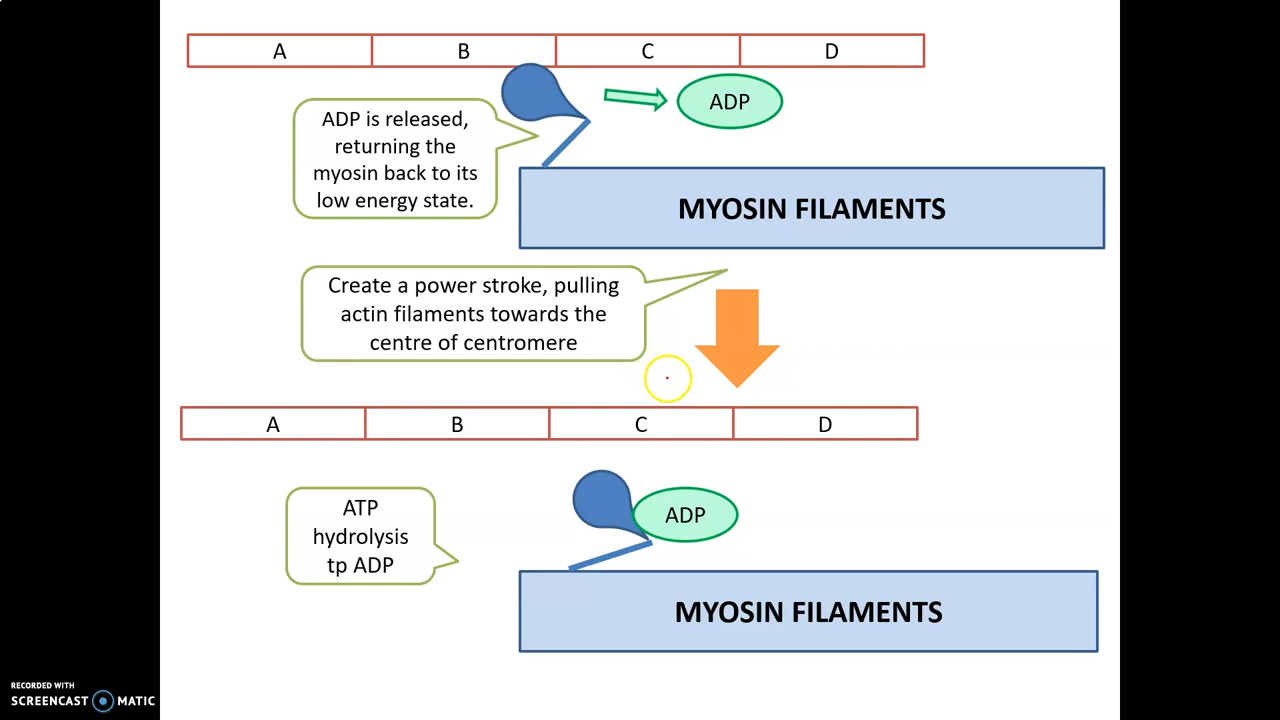 A B C D
ADP
ADP is released,
returning the
myosin back to its
low energy state.
MYOSIN FILAMENTS
Create a power stroke, pulling
actin filaments towards the
centre of centromere
A B C D
ATP
hydrolysis
tp ADP
ADP
MYOSIN FILAMENTS
RECORDED WITH
SCREENCAST MATIC